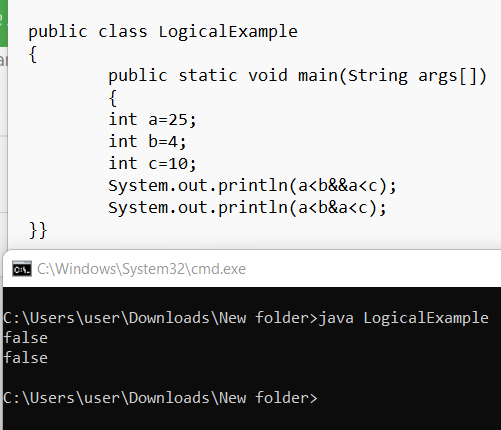 public class LogicalExample
{
public static void main(String args[])
{
int a=25;
int b=4;
int c=10;
System.out.println(a<b&&a<c);
System.out.println(a<b&a<c);
}}
C:\Windows\System32\cmd.exe
C:\Users\user\Downloads\New folder>java LogicalExample
false
false
C:\Users\user\Downloads\New folder>